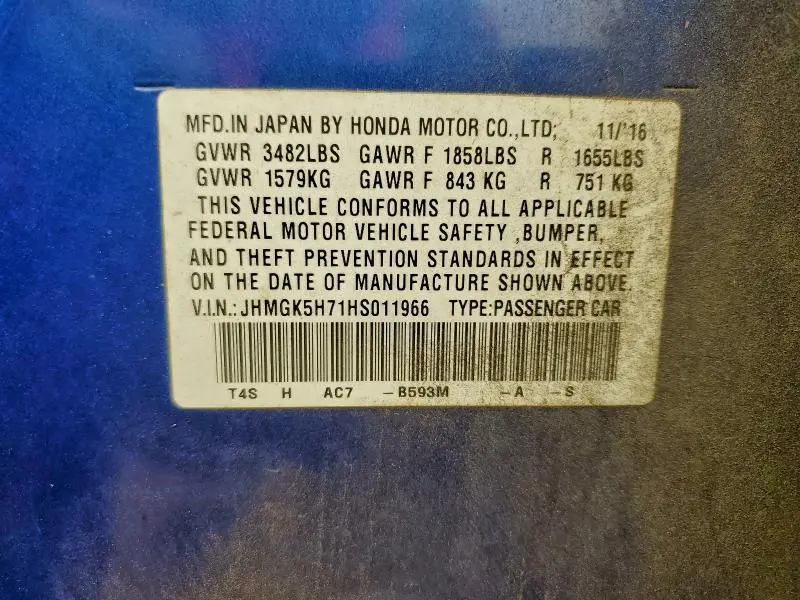 MFD.IN JAPAN BY HONDA MOTOR CO.,LTD; 11/'16
GVWR 3482LBS GAWR F 1858LBS R 1655LBS
GVWR 1579KG GAWR F 843 KG R 751 KG
THIS VEHICLE CONFORMS TO ALL APPLICABLE
FEDERAL MOTOR VEHICLE SAFETY ,BUMPER,
AND THEFT PREVENTION STANDARDS IN EFFECT
ON THE DATE OF MANUFACTURE SHOWN ABOVE.
V.I.N.: JHMGK5H71HS011966 TYPE:PASSENGER CAR
T4S H AC7 -B593M -A -S